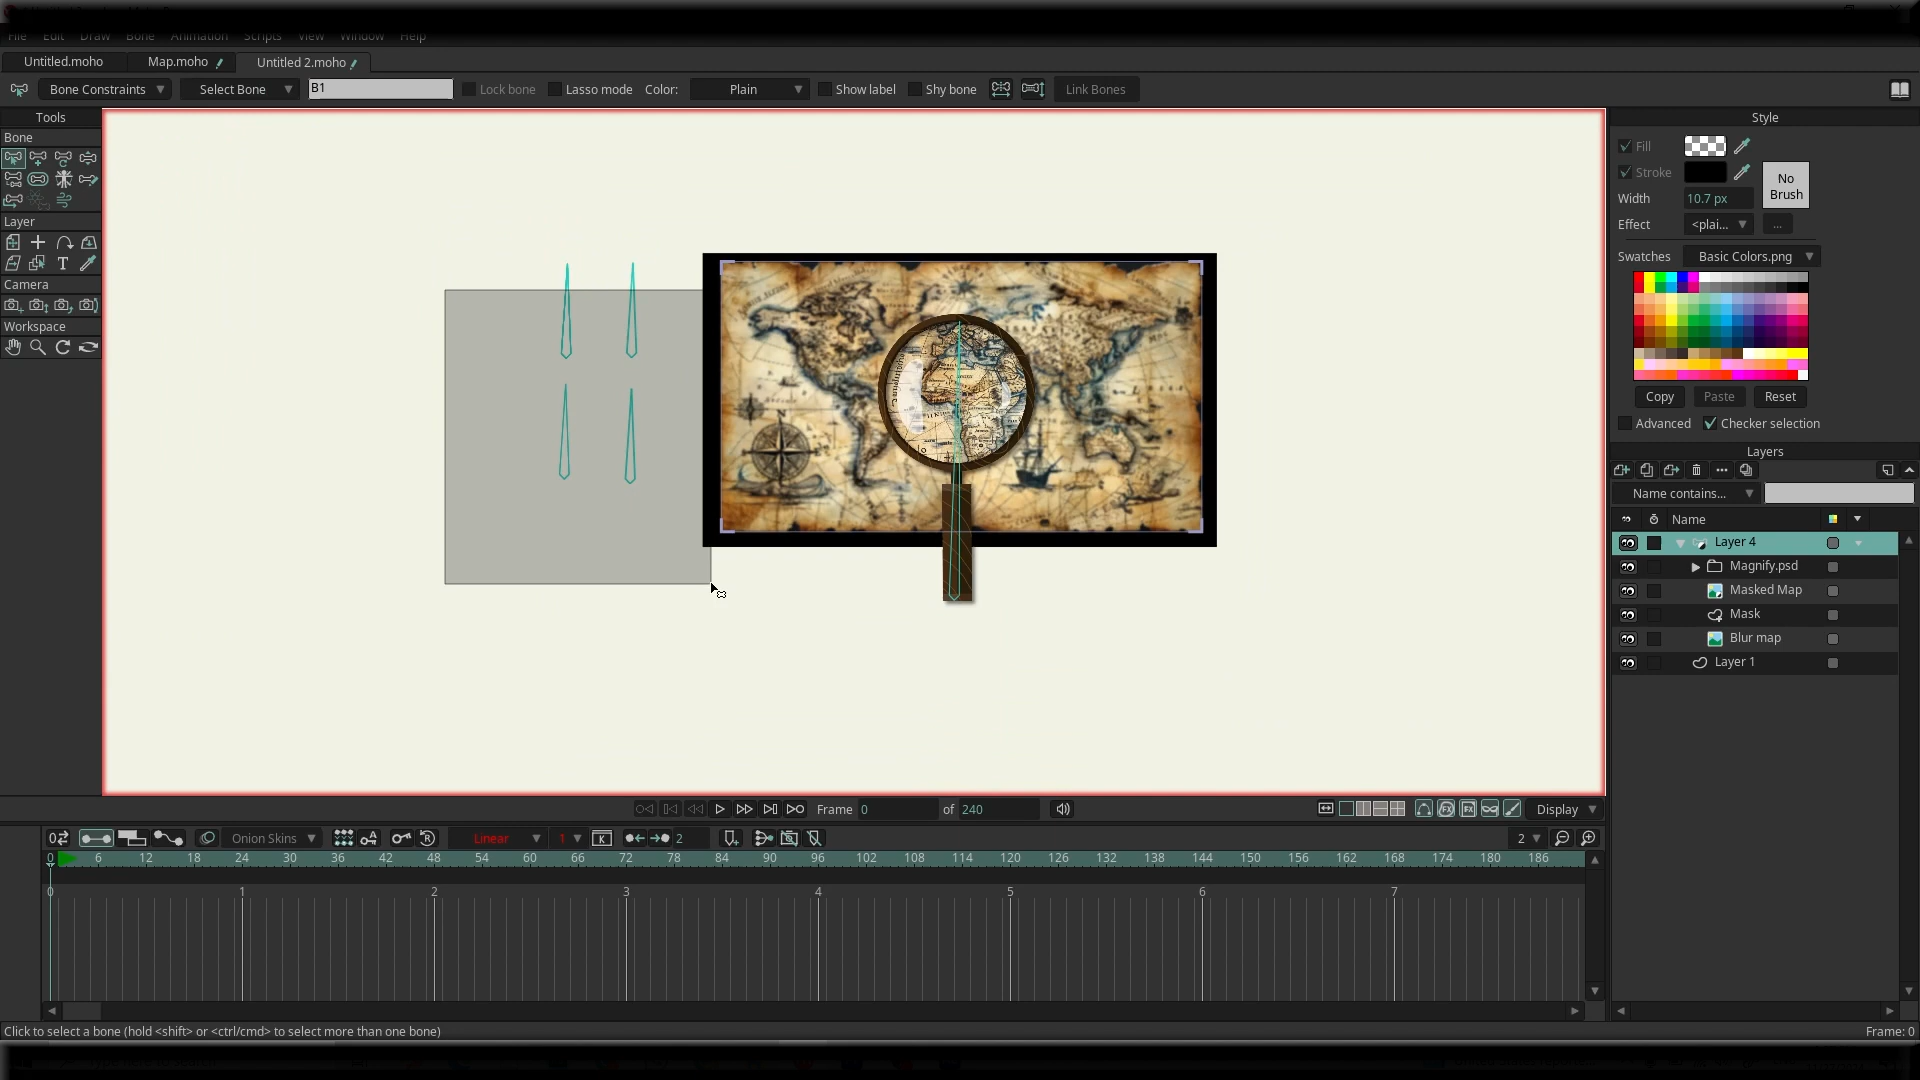 File Edit Draw Bone Animation Scripts View Window Help
Untitled.moho Map.moho Untitled 2.moho
Bone Constraints Select Bone B1 Lock bone Lasso mode Color: Plain Show label Shy bone Link Bones
Tools
Bone
Layer
Camera
Workspace
Style
Fill
Stroke
No
Brush
Width 10.7 px
Effect <plai... ...
Swatches Basic Colors.png
Copy Paste Reset
Advanced Checker selection
Layers
Name contains...
Name
Layer 4
Magnify.psd
Masked Map
Mask
Blur map
Layer 1
Frame 0 of 240 Display
Onion Skins Linear 1 K 2 2
0 6 12 18 24 30 36 42 48 54 60 66 72 78 84 90 96 102 108 114 120 126 132 138 144 150 156 162 168 174 180 186
0 1 2 3 4 5 6 7
Click to select a bone (hold <shift> or <ctrl/cmd> to select more than one bone) Frame: 0